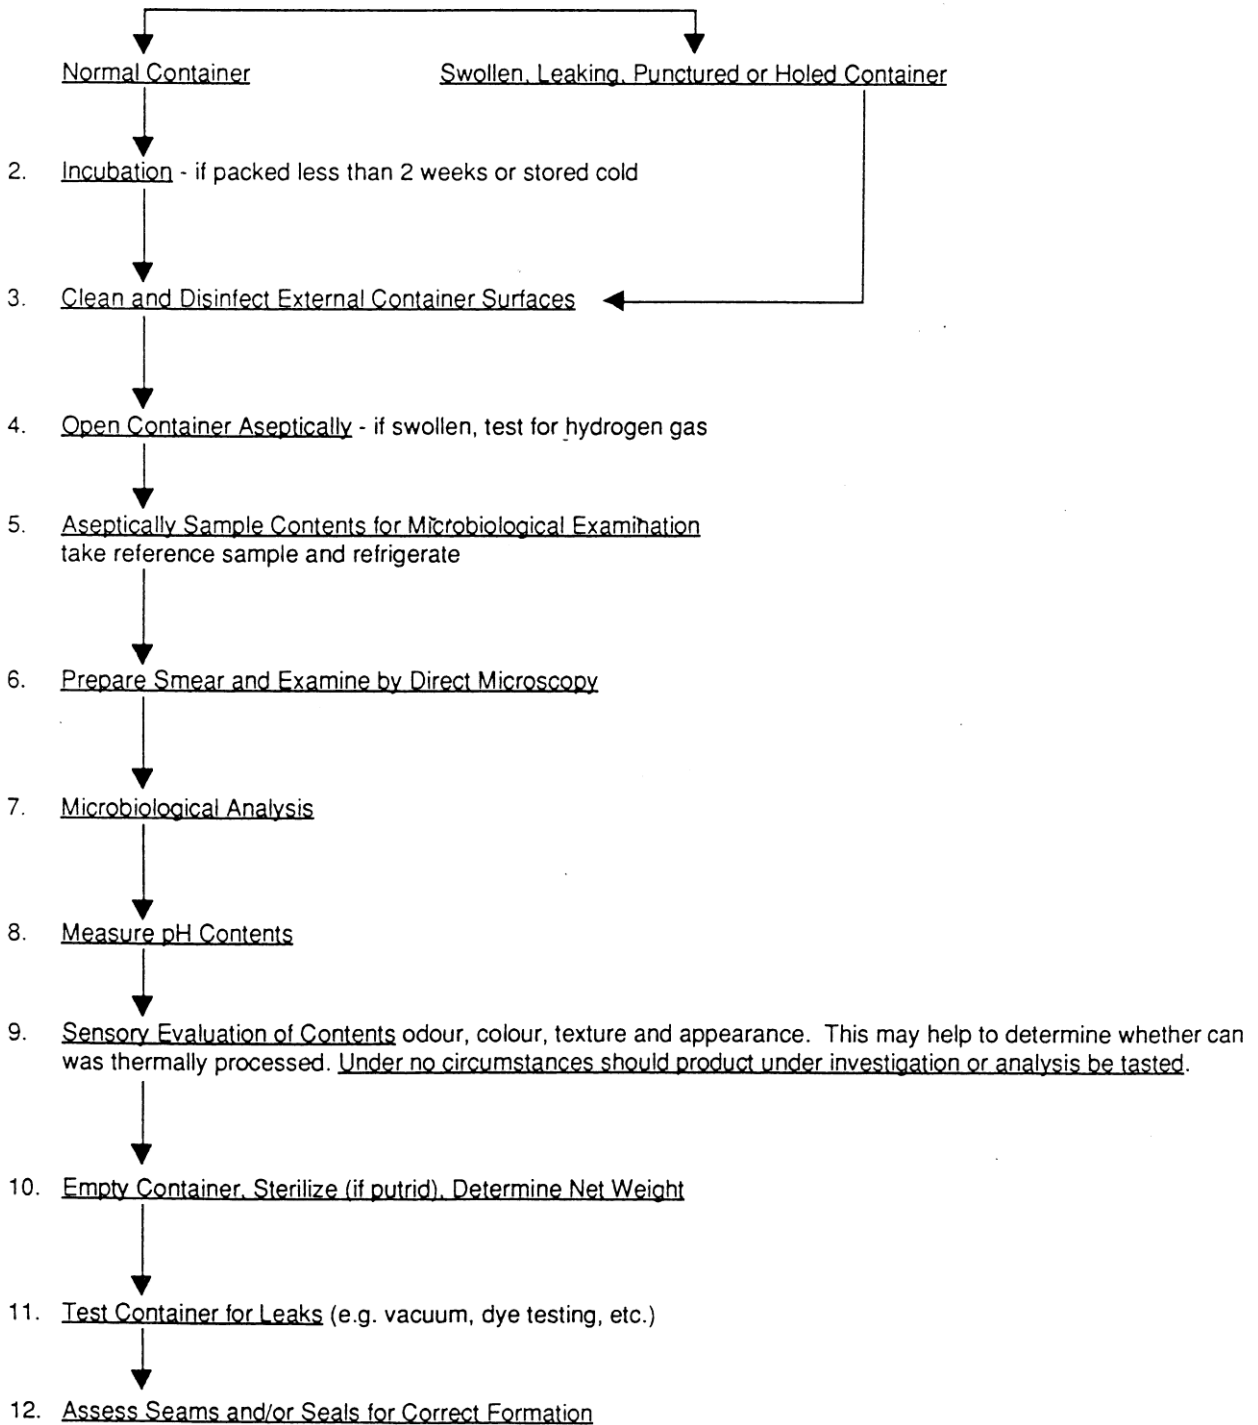 Normal Container
Swollen, Leaking, Punctured or Holed Container
2. Incubation - if packed less than 2 weeks or stored cold
3. Clean and Disinfect External Container Surfaces
4. Open Container Aseptically - if swollen, test for hydrogen gas
5. Aseptically Sample Contents for Microbiological Examination
take reference sample and refrigerate
6. Prepare Smear and Examine by Direct Microscopy
7. Microbiological Analysis
8. Measure pH Contents
9. Sensory Evaluation of Contents odour, colour, texture and appearance. This may help to determine whether can
was thermally processed. Under no circumstances should product under investigation or analysis be tasted.
10. Empty Container, Sterilize (if putrid), Determine Net Weight
11. Test Container for Leaks (e.g. vacuum, dye testing, etc.)
12. Assess Seams and/or Seals for Correct Formation